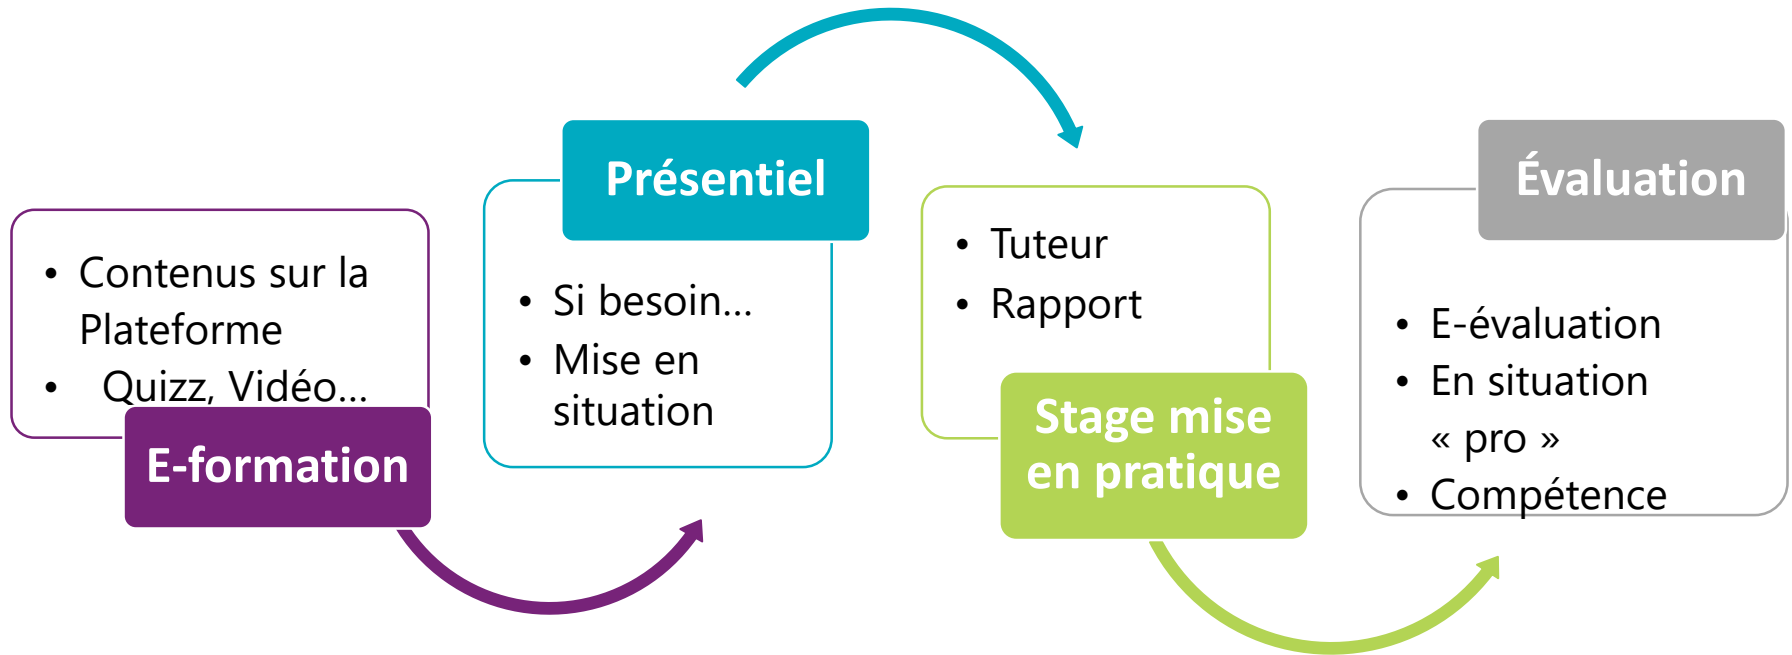 • Contenus sur la
Plateforme
• Quizz, Vidéo...
E-formation
Présentiel
• Si besoin...
• Mise en
situation
• Tuteur
• Rapport
Stage mise
en pratique
Évaluation
• E-évaluation
• En situation
« pro »
• Compétence